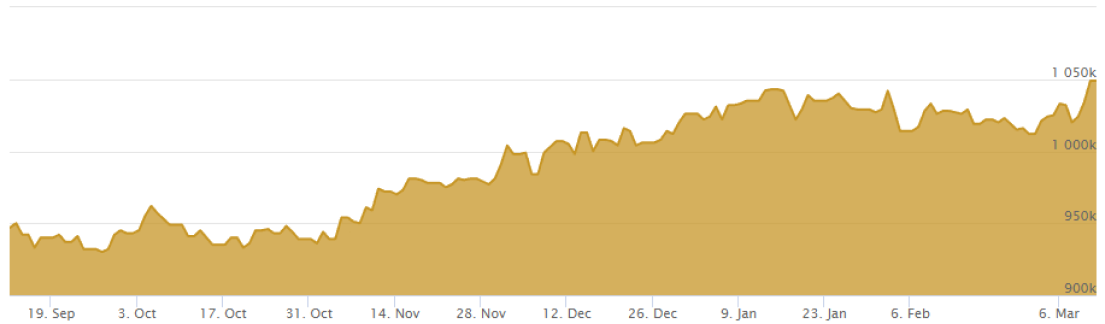 1 050k
1 000k
950k
900k
19. Sep 3. Oct 17. Oct 31. Oct 14. Nov 28. Nov 12. Dec 26. Dec 9. Jan 23. Jan 6. Feb 6. Mar